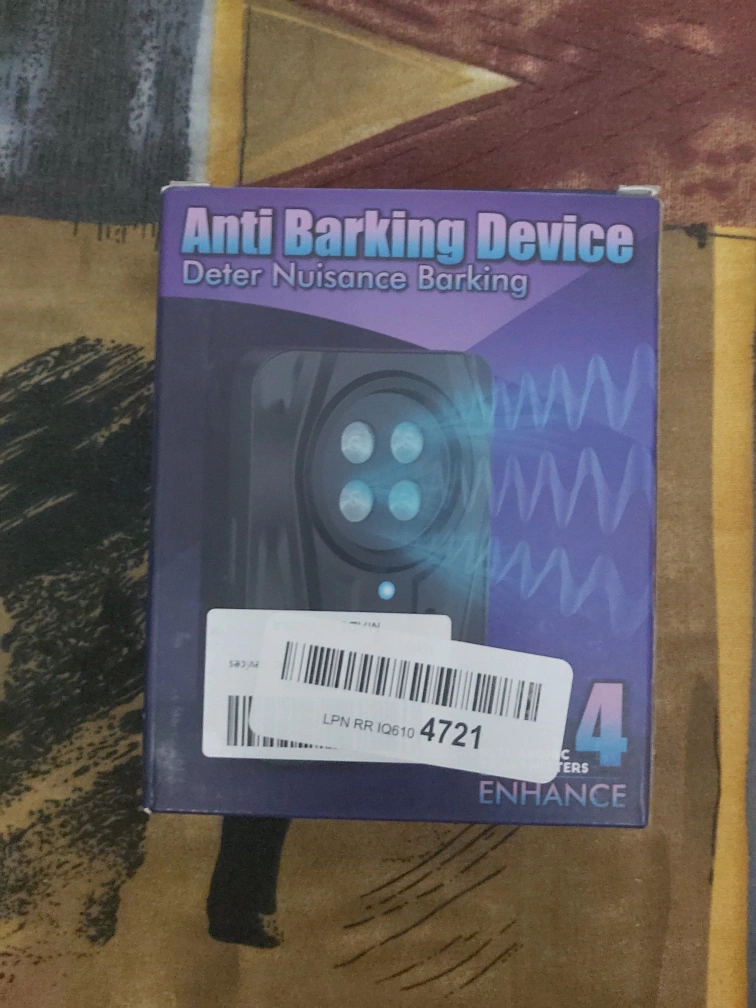 Anti Barking Device
Deter Nuisance Barking
LPN RR IQ610 4721
4
ENHANCE